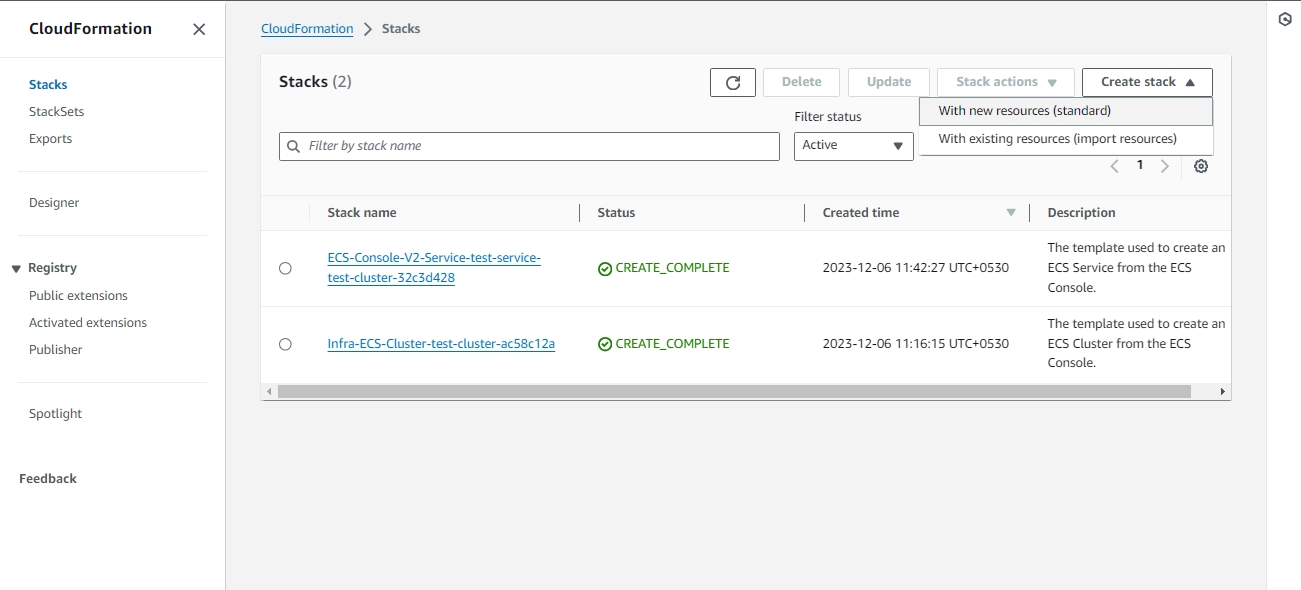 CloudFormation
Stacks
StackSets
Exports
Designer
Registry
Public extensions
Activated extensions
Publisher
Spotlight
Feedback
CloudFormation > Stacks
Stacks (2)
Delete
Update
Stack actions
Create stack
With new resources (standard)
With existing resources (import resources)
Filter status
Filter by stack name
Active
1
Stack name
Status
Created time
Description
ECS-Console-V2-Service-test-service-
test-cluster-32c3d428
CREATE_COMPLETE
2023-12-06 11:42:27 UTC+0530
The template used to create an
ECS Service from the ECS
Console.
Infra-ECS-Cluster-test-cluster-ac58c12a
CREATE_COMPLETE
2023-12-06 11:16:15 UTC+0530
The template used to create an
ECS Cluster from the ECS
Console.